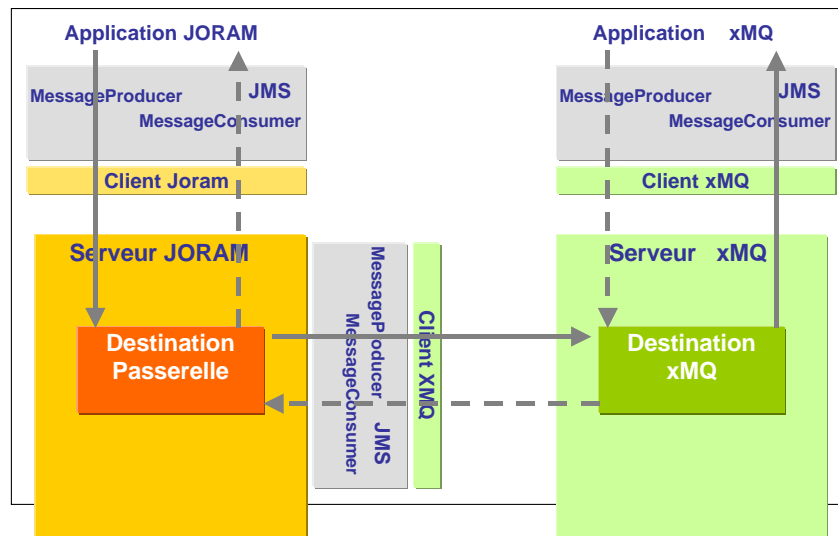 Application JORAM
MessageProducer
JMS
MessageConsumer
Client Joram
Serveur JORAM
Destination
Passerelle
MessageProducer
JMS
MessageConsumer
Client XMQ
Application xMQ
MessageProducer
JMS
MessageConsumer
Client xMQ
Serveur xMQ
Destination
xMQ